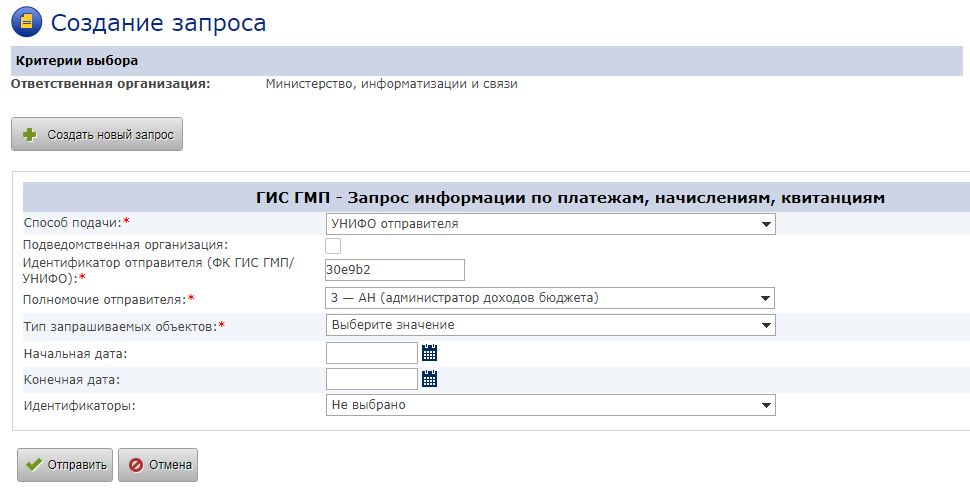 Создание запроса
Критерии выбора
Ответственная организация: Министерство, информатизации и связи
Создать новый запрос
ГИС ГМП - Запрос информации по платежам, начислениям, квитанциям
Способ подачи:* УНИФО отправителя
Подведомственная организация:
Идентификатор отправителя (ФК ГИС ГМП/
УНИФО):* 30e9b2
Полномочие отправителя:* 3 — АН (администратор доходов бюджета)
Тип запрашиваемых объектов:* Выберите значение
Начальная дата:
Конечная дата:
Идентификаторы: Не выбрано
Отправить Отмена